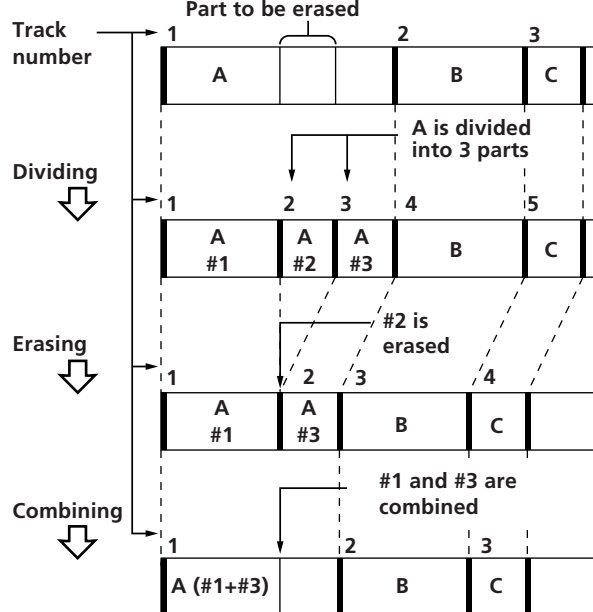 Part to be erased
Track
number
1 2 3
A B C
A is divided
into 3 parts
Dividing
1 2 3 4 5
A A A B C
#1 #2 #3
#2 is
erased
Erasing
1 2 3 4
A A B C
#1 #3
#1 and #3 are
combined
Combining
1 2 3
A (#1+#3) B C